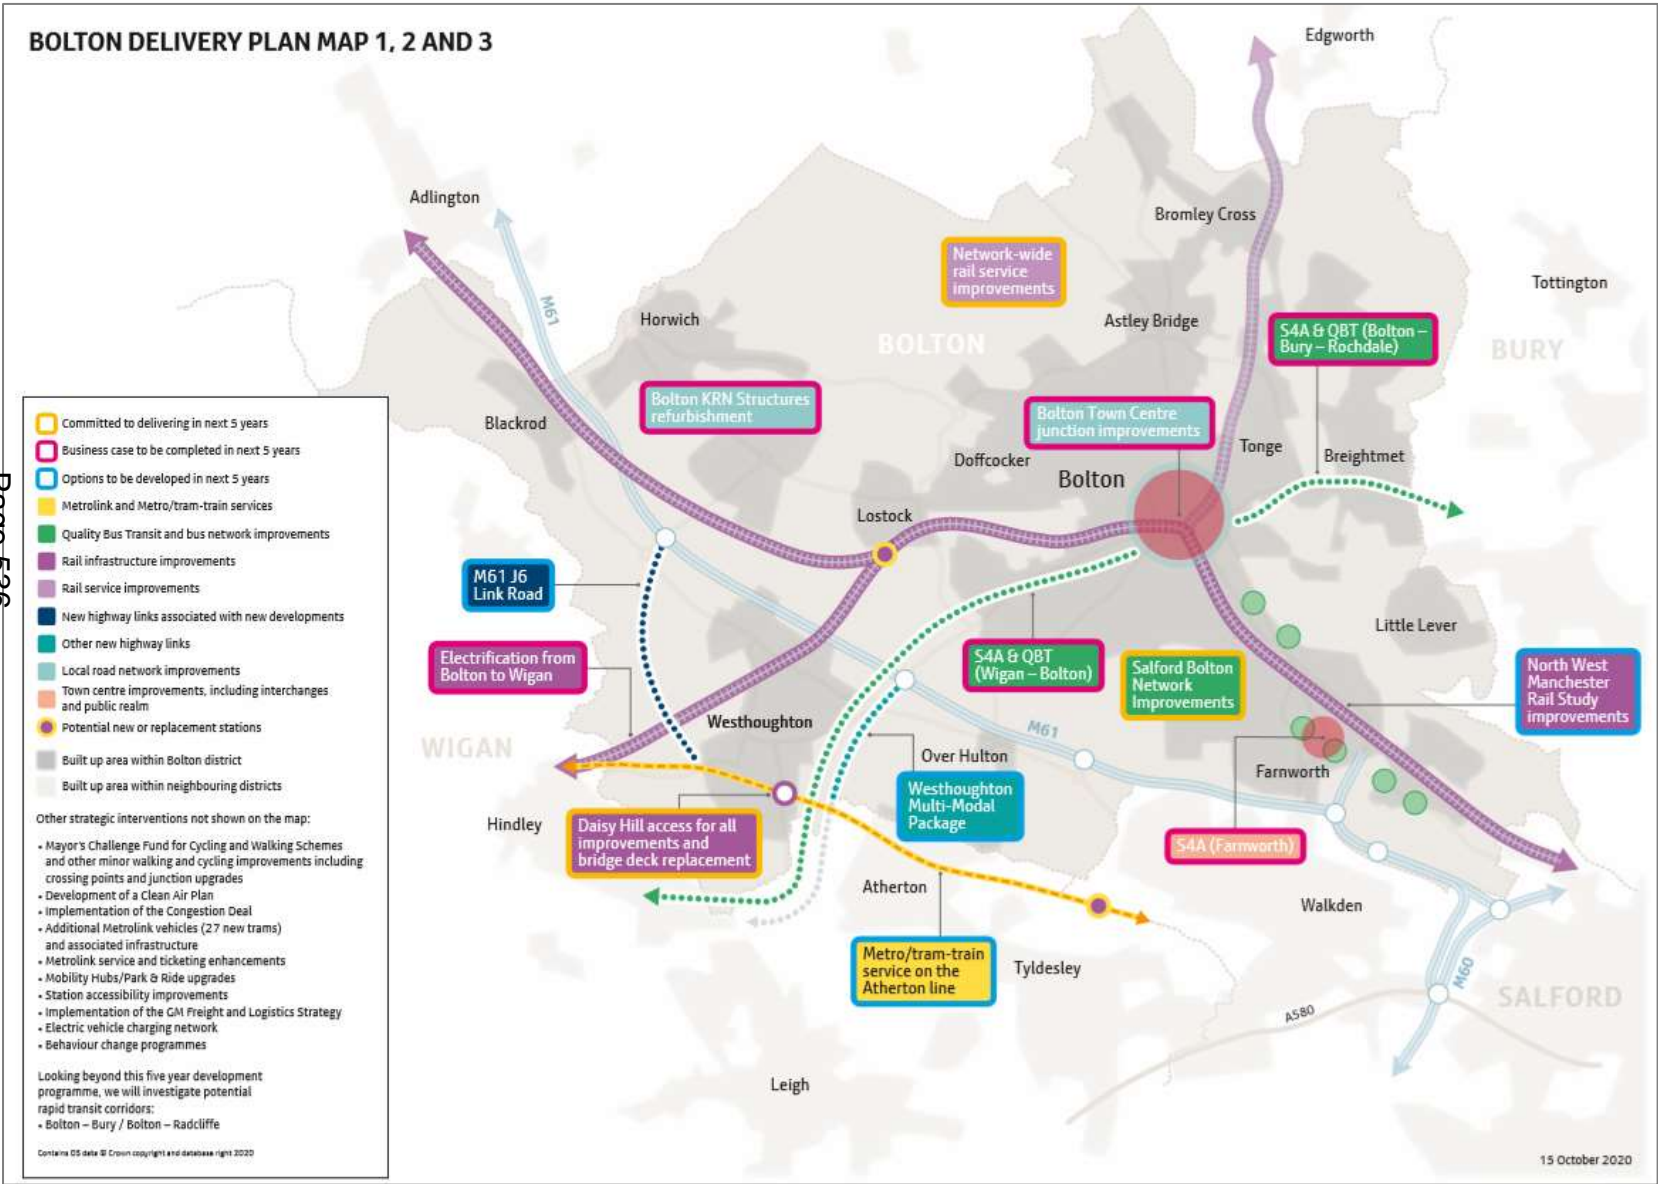 BOLTON DELIVERY PLAN MAP 1, 2 AND 3
Edgworth
Adlington
Bromley Cross
Network-wide
rail service
improvements
Tottington
M61
Horwich
Astley Bridge
S4A & QBT (Bolton –
Bury – Rochdale)
BOLTON
BURY
Bolton KRN Structures
refurbishment
Bolton Town Centre
junction improvements
Blackrod
Doffcocker
Tonge
Breightmet
Bolton
Lostock
M61 J6
Link Road
Little Lever
Electrification from
Bolton to Wigan
S4A & QBT
(Wigan – Bolton)
Salford Bolton
Network
Improvements
North West
Manchester
Rail Study
improvements
Westhoughton
WIGAN
M61
Over Hulton
Farnworth
Westhoughton
Multi-Modal
Package
Hindley
Daisy Hill access for all
improvements and
bridge deck replacement
S4A (Farnworth)
Atherton
Walkden
Metro/tram-train
service on the
Atherton line
Tyldesley
M60
SALFORD
A580
Leigh
Committed to delivering in next 5 years
Business case to be completed in next 5 years
Options to be developed in next 5 years
Metrolink and Metro/tram-train services
Quality Bus Transit and bus network improvements
Rail infrastructure improvements
Rail service improvements
New highway links associated with new developments
Other new highway links
Local road network improvements
Town centre improvements, including interchanges
and public realm
Potential new or replacement stations
Built up area within Bolton district
Built up area within neighbouring districts
Other strategic interventions not shown on the map:
• Mayor's Challenge Fund for Cycling and Walking Schemes
and other minor walking and cycling improvements including
crossing points and junction upgrades
• Development of a Clean Air Plan
• Implementation of the Congestion Deal
• Additional Metrolink vehicles (27 new trams)
and associated infrastructure
• Metrolink service and ticketing enhancements
• Mobility Hubs/Park & Ride upgrades
• Station accessibility improvements
• Implementation of the GM Freight and Logistics Strategy
• Electric vehicle charging network
• Behaviour change programmes
Looking beyond this five year development
programme, we will investigate potential
rapid transit corridors:
• Bolton – Bury / Bolton – Radcliffe
Contains OS data © Crown copyright and database right 2020
15 October 2020